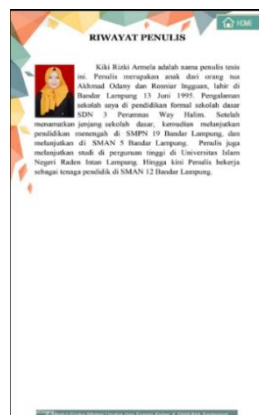 HOME
RIWAYAT PENULIS
Kiki Rizki Armela adalah nama penulis tesis
ini. Penulis merupakan anak dari orang tua
Akhmad Odany dan Rosniar Ingguan, lahir di
Bandar Lampung 13 Juni 1995. Pengalaman
sekolah saya di pendidikan formal sekolah dasar
SDN 3 Perumnas Way Halim. Setelah
menamatkan jenjang sekolah dasar, kemudian melanjutkan
pendidikan menengah di SMPN 19 Bandar Lampung, dan
melanjutkan di SMAN 5 Bandar Lampung. Penulis juga
melanjutkan studi di perguruan tinggi di Universitas Islam
Negeri Raden Intan Lampung. Hingga kini Penulis bekerja
sebagai tenaga pendidik di SMAN 12 Bandar Lampung.